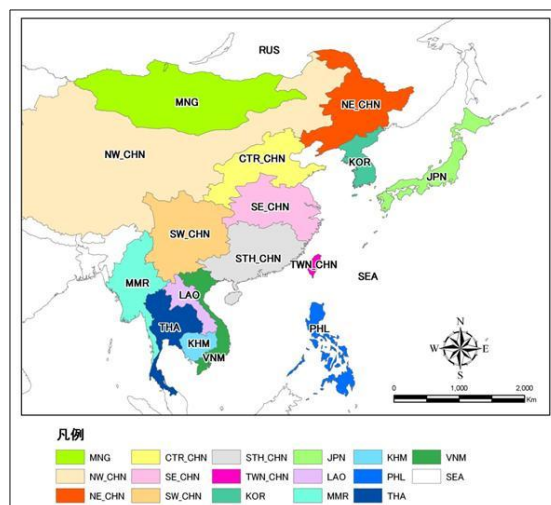 RUS
MNG
NE_CHN
NW_CHN
CTR_CHN
KOR
JPN
SE_CHN
SW_CHN
STH_CHN
TWN_CHN
SEA
MMR
LAO
THA
PHL
KHM
VNM
N
W E
S
0 1,000 2,000
Km
凡例
MNG CTR_CHN STH_CHN JPN KHM VNM
NW_CHN SE_CHN TWN_CHN LAO PHL SEA
NE_CHN SW_CHN KOR MMR THA